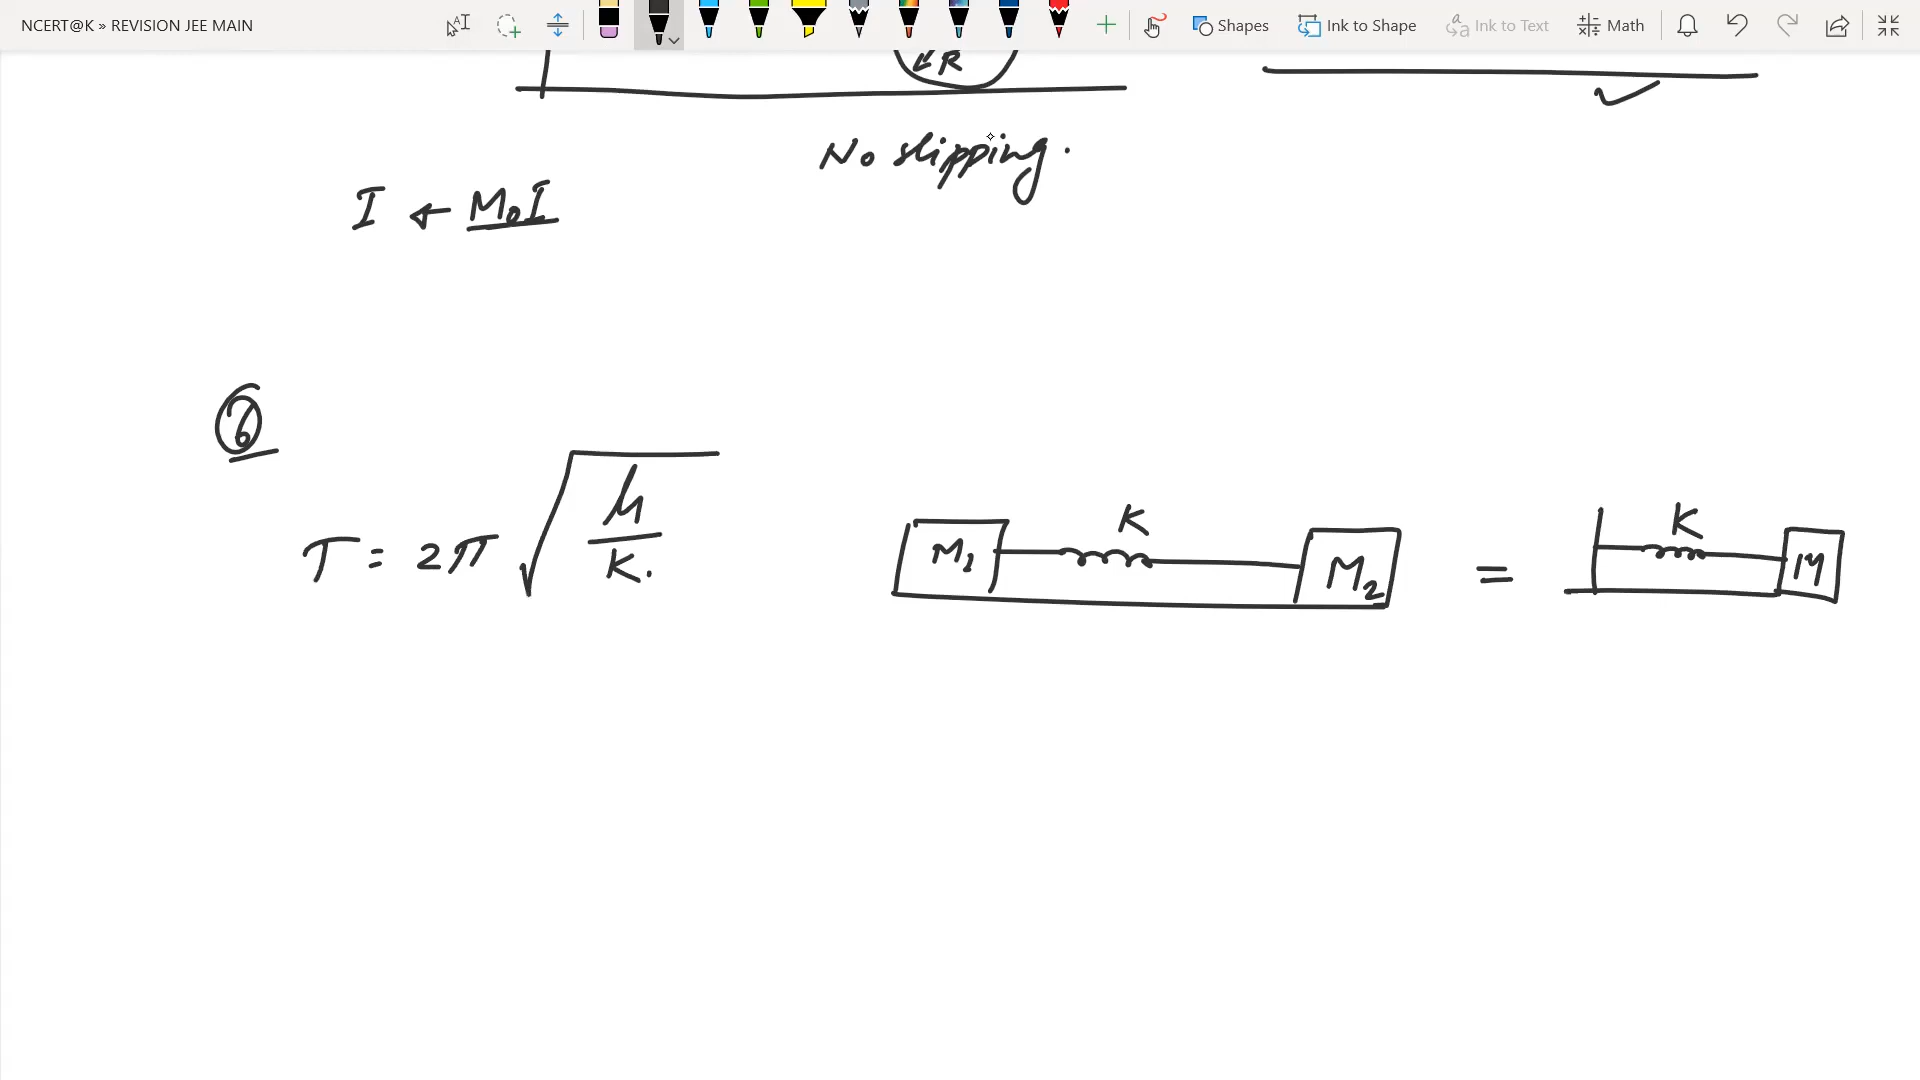 NCERT@K » REVISION JEE MAIN
Shapes Ink to Shape Ink to Text Math
R
No slipping.
I ← MoI
6
T = 2π √(μ/K.)
K
M1 M2
=
K
μ